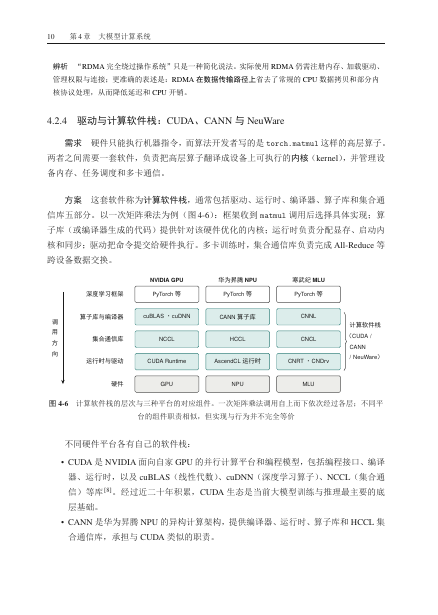 10 第 4 章 大模型计算系统
辨析 “RDMA 完全绕过操作系统”只是一种简化说法。实际使用 RDMA 仍需注册内存、加载驱动、
管理权限与连接；更准确的表述是：RDMA 在数据传输路径上省去了常规的 CPU 数据拷贝和部分内
核协议处理，从而降低延迟和 CPU 开销。
4.2.4 驱动与计算软件栈：CUDA、CANN 与 NeuWare
需求 硬件只能执行机器指令，而算法开发者写的是 torch.matmul 这样的高层算子，
两者之间需要一套软件，负责把高层算子翻译成设备上可执行的内核（kernel），并管理设
备内存、任务调度和多卡通信。
方案 这套软件称为计算软件栈，通常包括驱动、运行时、编译器、算子库和集合通
信库五部分。以一次矩阵乘法为例（图 4-6）：框架收到 matmul 调用后选择具体实现；算
子库（或编译器生成的代码）提供针对该硬件优化的内核；运行时负责分配显存、启动内
核和同步；驱动把命令提交给硬件执行。多卡训练时，集合通信库负责完成 All-Reduce 等
跨设备数据交换。
NVIDIA GPU 华为昇腾 NPU 寒武纪 MLU
深度学习框架 PyTorch 等 PyTorch 等 PyTorch 等
算子库与编译器 cuBLAS、cuDNN CANN 算子库 CNNL
集合通信库 NCCL HCCL CNCL
运行时与驱动 CUDA Runtime AscendCL 运行时 CNRT、CNDrv
硬件 GPU NPU MLU
调用方向
计算软件栈
（CUDA /
CANN
/ NeuWare）
图 4-6 计算软件栈的层次与三种平台的对应组件。一次矩阵乘法调用自上而下依次经过各层；不同平
台的组件职责相似，但实现与行为并不完全等价
不同硬件平台各有自己的软件栈：
• CUDA 是 NVIDIA 面向自家 GPU 的并行计算平台和编程模型，包括编程接口、编译
器、运行时，以及 cuBLAS（线性代数）、cuDNN（深度学习算子）、NCCL（集合通
信）等库[8]。经过近二十年积累，CUDA 生态是当前大模型训练与推理最主要的底
层基础。
• CANN 是华为昇腾 NPU 的异构计算架构，提供编译器、运行时、算子库和 HCCL 集
合通信库，承担与 CUDA 类似的职责。